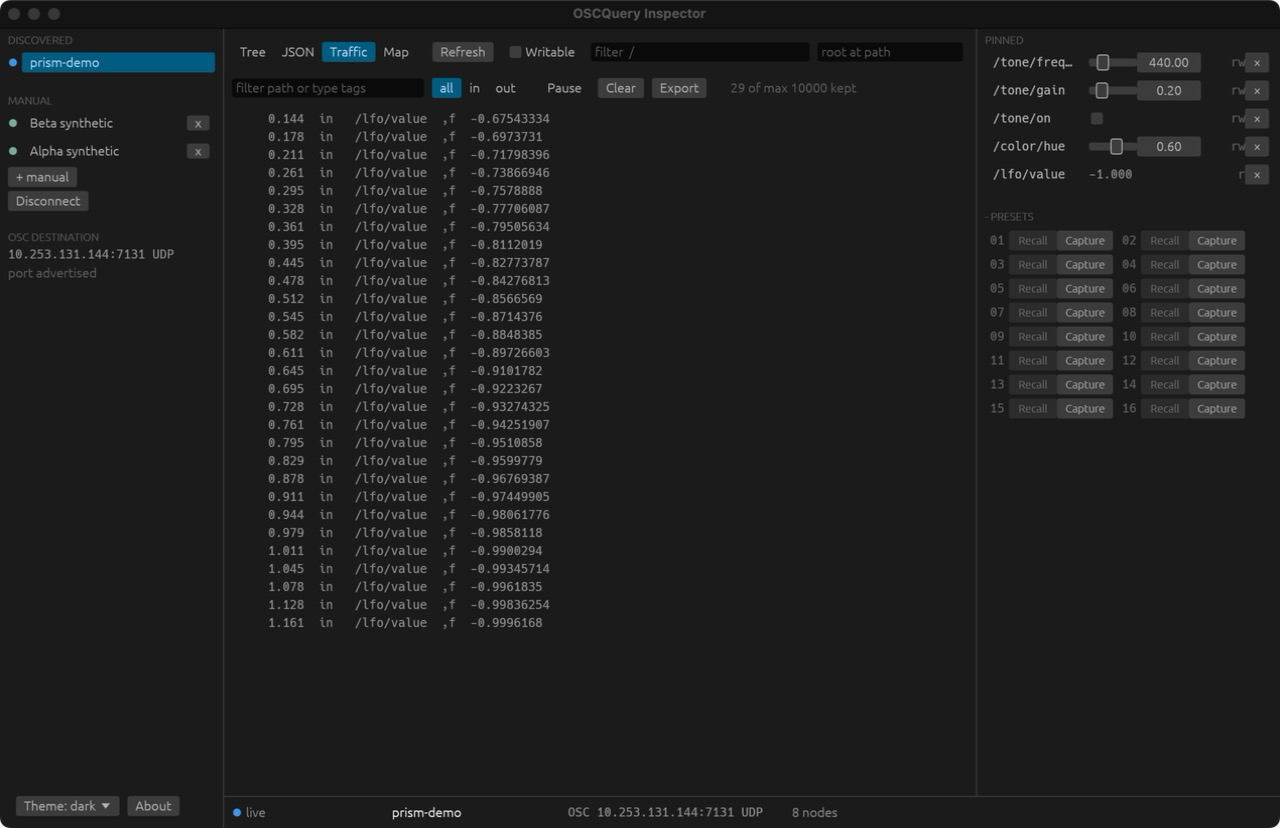 OSCQuery Inspector
DISCOVERED
prism-demo
MANUAL
Beta synthetic x
Alpha synthetic x
+ manual
Disconnect
OSC DESTINATION
10.253.131.144:7131 UDP
port advertised
Theme: dark About
Tree JSON Traffic Map Refresh Writable filter / root at path
filter path or type tags all in out Pause Clear Export 29 of max 10000 kept
0.144 in /lfo/value ,f -0.67543334
0.178 in /lfo/value ,f -0.6973731
0.211 in /lfo/value ,f -0.71798396
0.261 in /lfo/value ,f -0.73866946
0.295 in /lfo/value ,f -0.7578888
0.328 in /lfo/value ,f -0.77706087
0.361 in /lfo/value ,f -0.79505634
0.395 in /lfo/value ,f -0.8112019
0.445 in /lfo/value ,f -0.82773787
0.478 in /lfo/value ,f -0.84276813
0.512 in /lfo/value ,f -0.8566569
0.545 in /lfo/value ,f -0.8714376
0.582 in /lfo/value ,f -0.8848385
0.611 in /lfo/value ,f -0.89726603
0.645 in /lfo/value ,f -0.9101782
0.695 in /lfo/value ,f -0.9223267
0.728 in /lfo/value ,f -0.93274325
0.761 in /lfo/value ,f -0.94251907
0.795 in /lfo/value ,f -0.9510858
0.829 in /lfo/value ,f -0.9599779
0.878 in /lfo/value ,f -0.96769387
0.911 in /lfo/value ,f -0.97449905
0.944 in /lfo/value ,f -0.98061776
0.979 in /lfo/value ,f -0.9858118
1.011 in /lfo/value ,f -0.9900294
1.045 in /lfo/value ,f -0.99345714
1.078 in /lfo/value ,f -0.9961835
1.128 in /lfo/value ,f -0.99836254
1.161 in /lfo/value ,f -0.9996168
live prism-demo OSC 10.253.131.144:7131 UDP 8 nodes
PINNED
/tone/freq… 440.00 rw ×
/tone/gain 0.20 rw ×
/tone/on rw ×
/color/hue 0.60 rw ×
/lfo/value -1.000 r ×
- PRESETS
01 Recall Capture 02 Recall Capture
03 Recall Capture 04 Recall Capture
05 Recall Capture 06 Recall Capture
07 Recall Capture 08 Recall Capture
09 Recall Capture 10 Recall Capture
11 Recall Capture 12 Recall Capture
13 Recall Capture 14 Recall Capture
15 Recall Capture 16 Recall Capture